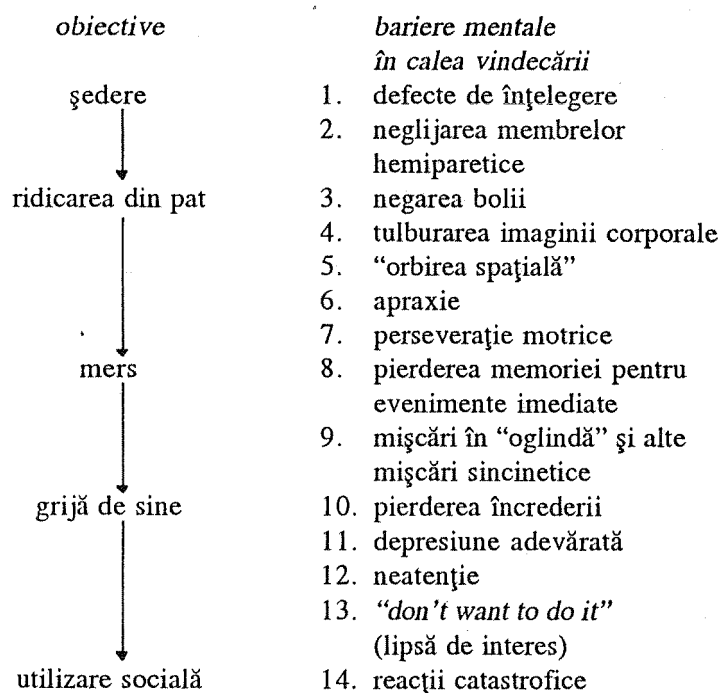 obiective
bariere mentale
în calea vindecării
şedere
1. defecte de înţelegere
2. neglijarea membrelor
hemiparetice
ridicarea din pat
3. negarea bolii
4. tulburarea imaginii corporale
5. “orbirea spaţială”
6. apraxie
7. perseveraţie motrice
mers
8. pierderea memoriei pentru
evenimente imediate
9. mişcări în “oglindă” şi alte
mişcări sincinetice
grijă de sine
10. pierderea încrederii
11. depresiune adevărată
12. neatenţie
13. “don't want to do it”
(lipsă de interes)
utilizare socială
14. reacţii catastrofice